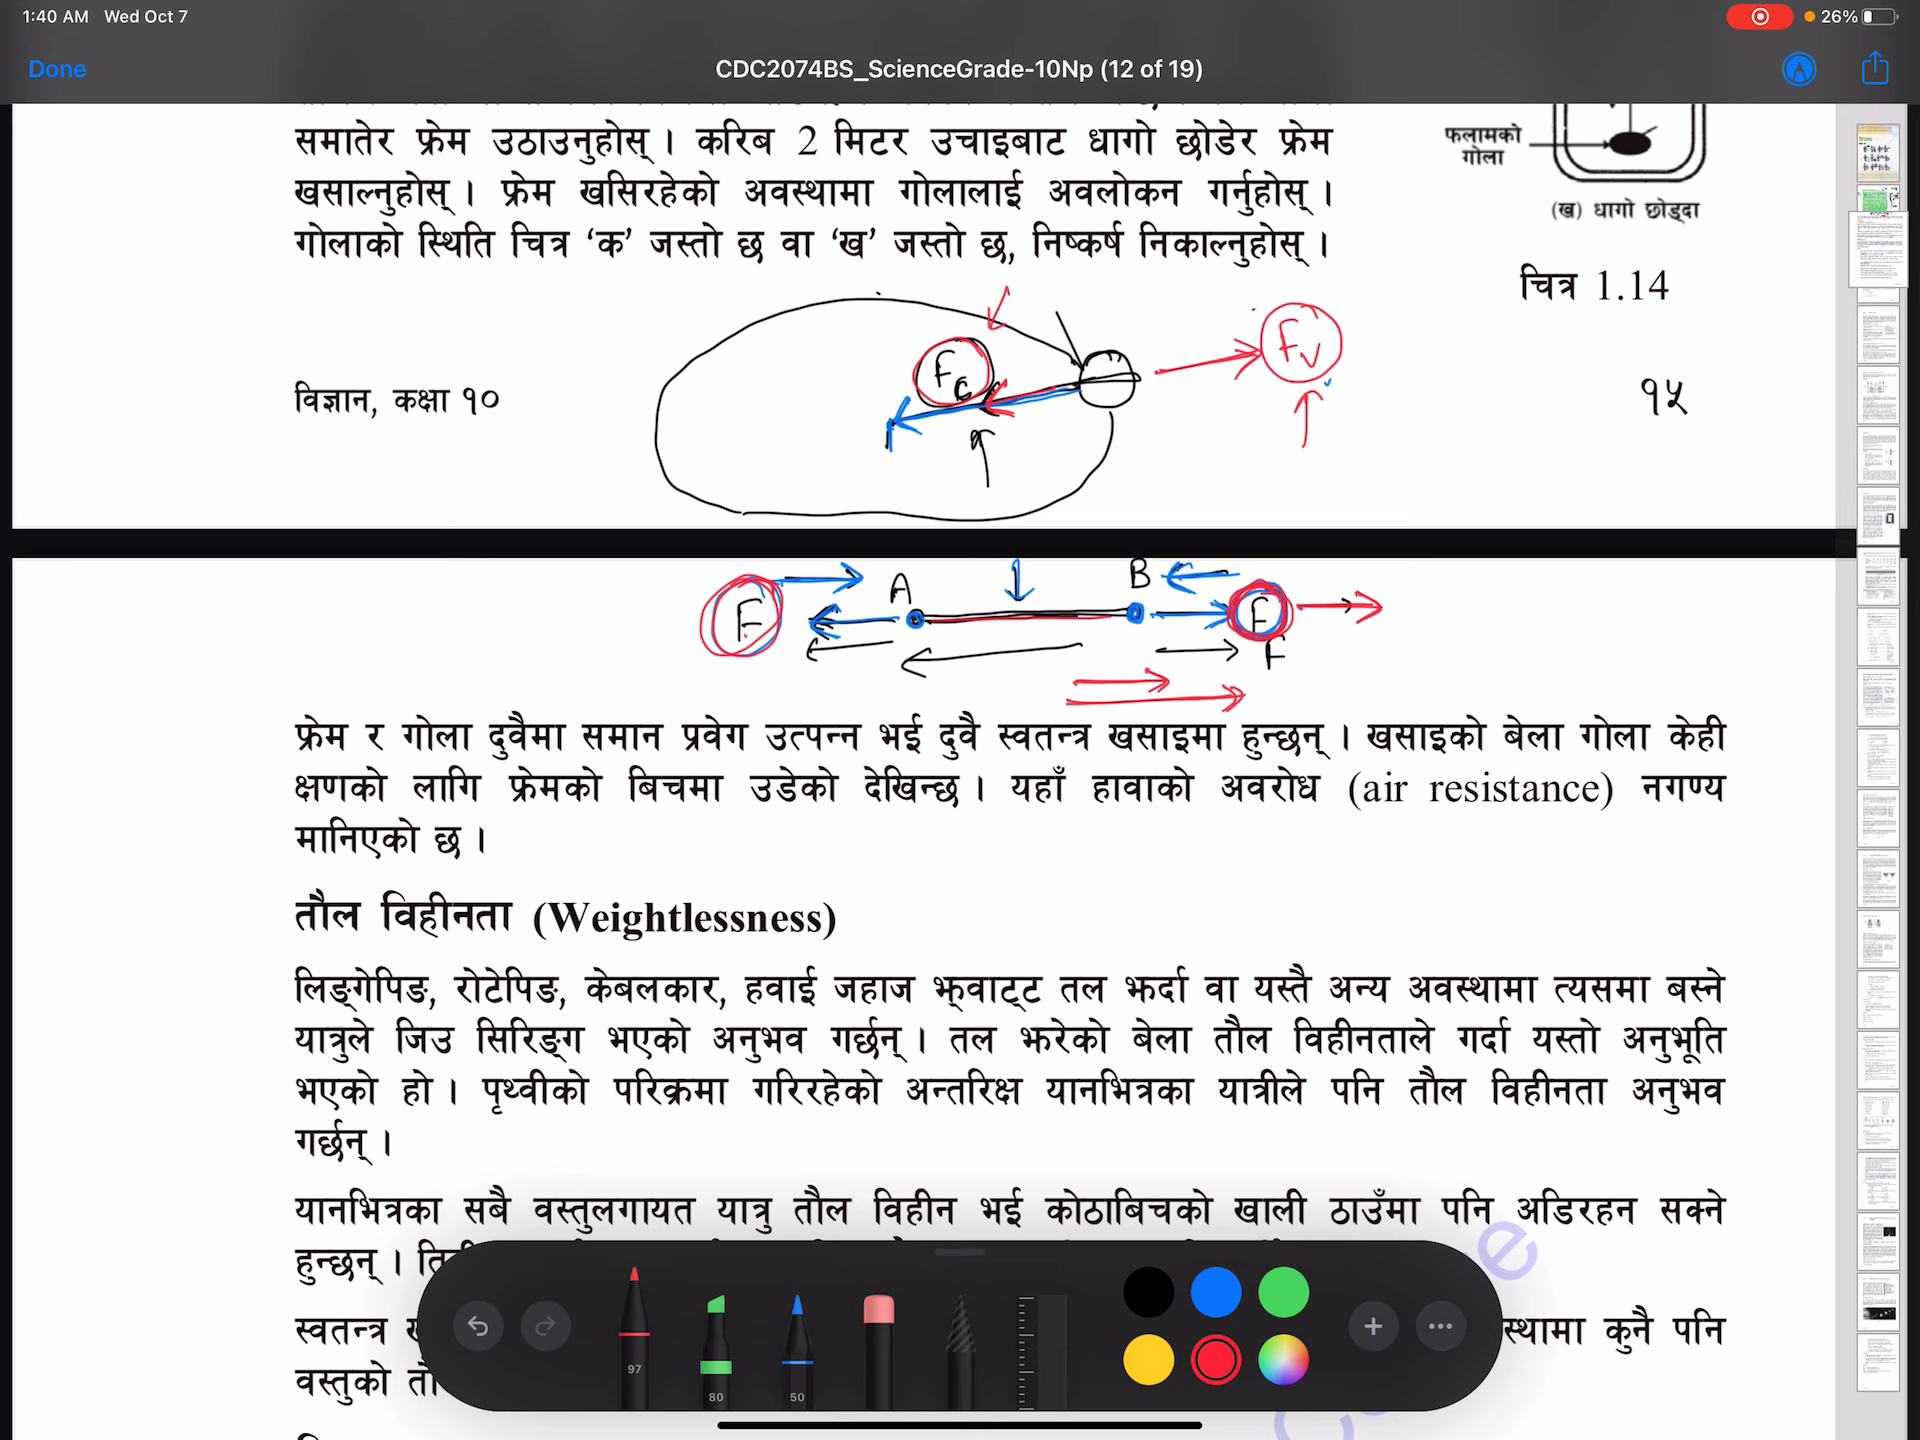 1:40 AM Wed Oct 7
26%
Done
CDC2074BS_ScienceGrade-10Np (12 of 19)
समातेर फ्रेम उठाउनुहोस् । करिब 2 मिटर उचाइबाट धागो छोडेर फ्रेम
खसाल्नुहोस् । फ्रेम खसिरहेको अवस्थामा गोलालाई अवलोकन गर्नुहोस् ।
गोलाको स्थिति चित्र ‘क’ जस्तो छ वा ‘ख’ जस्तो छ, निष्कर्ष निकाल्नुहोस् ।
फलामको
गोला
(ख) धागो छोड्दा
चित्र 1.14
FG
Fv
विज्ञान, कक्षा १०
१५
F A B F
F
फ्रेम र गोला दुवैमा समान प्रवेग उत्पन्न भई दुवै स्वतन्त्र खसाइमा हुन्छन् । खसाइको बेला गोला केही
क्षणको लागि फ्रेमको बिचमा उडेको देखिन्छ । यहाँ हावाको अवरोध (air resistance) नगण्य
मानिएको छ ।
तौल विहीनता (Weightlessness)
लिङ्गेपिङ, रोटेपिङ, केबलकार, हवाई जहाज झ्वाट्ट तल झर्दा वा यस्तै अन्य अवस्थामा त्यसमा बस्ने
यात्रुले जिउ सिरिङ्ग भएको अनुभव गर्छन् । तल झरेको बेला तौल विहीनताले गर्दा यस्तो अनुभूति
भएको हो । पृथ्वीको परिक्रमा गरिरहेको अन्तरिक्ष यानभित्रका यात्रीले पनि तौल विहीनता अनुभव
गर्छन् ।
यानभित्रका सबै वस्तुलगायत यात्रु तौल विहीन भई कोठाबिचको खाली ठाउँमा पनि अडिरहन सक्ने
हुन्छन् ।
स्वतन्त्र
स्थामा कुनै पनि
वस्तुको
97
80
50